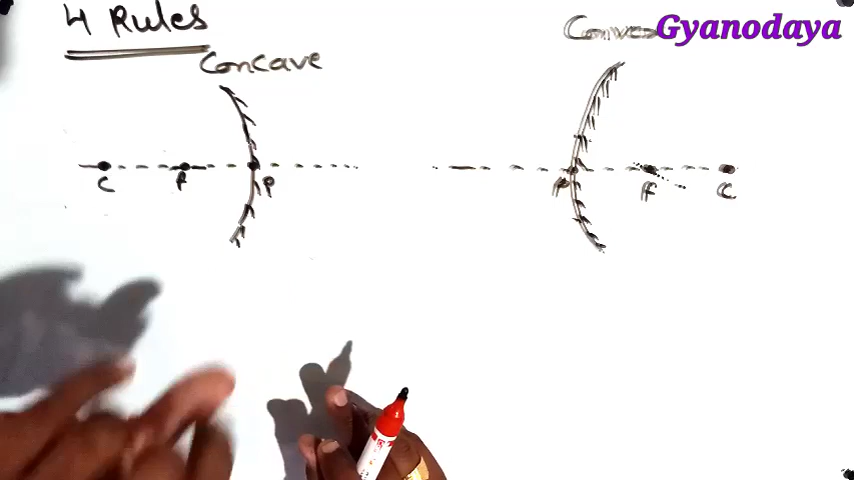 4 Rules
Concave
Gyanodaya
C F P
P F C